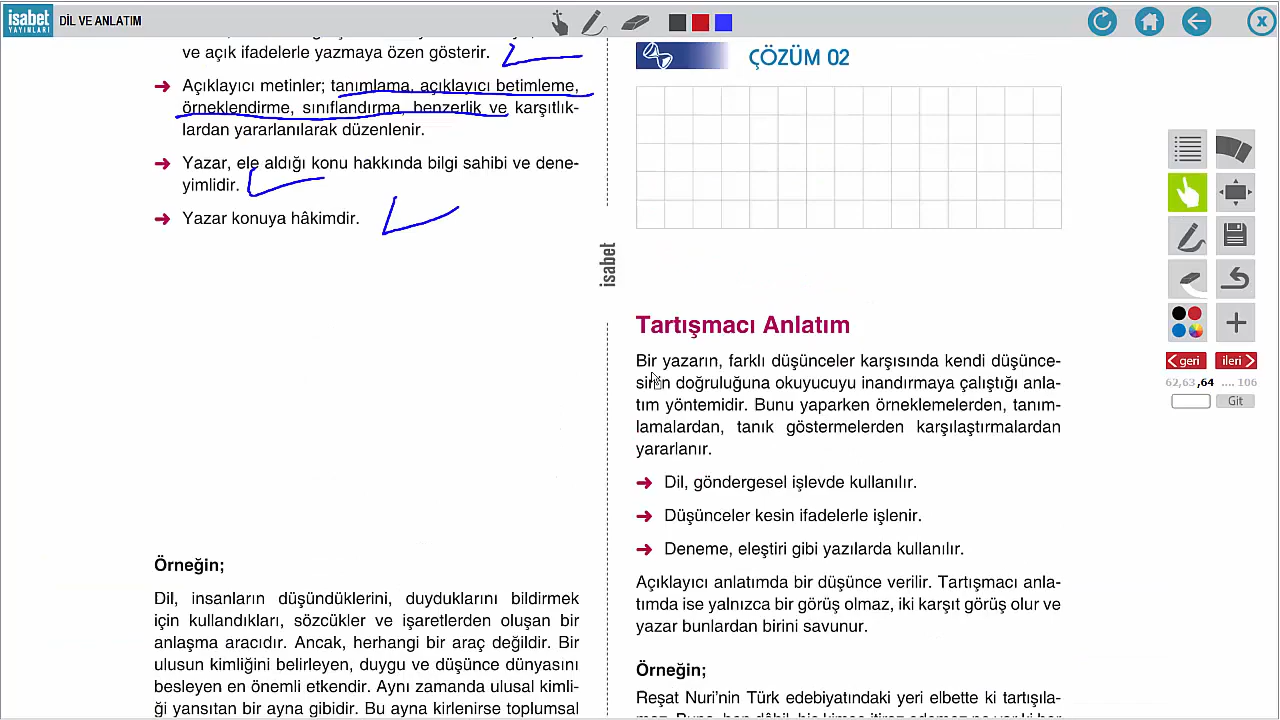 isabet
YAYINLARI
DİL VE ANLATIM
ve açık ifadelerle yazmaya özen gösterir.
Açıklayıcı metinler; tanımlama, açıklayıcı betimleme,
örneklendirme, sınıflandırma, benzerlik ve karşıtlık-
lardan yararlanılarak düzenlenir.
Yazar, ele aldığı konu hakkında bilgi sahibi ve dene-
yimlidir.
Yazar konuya hâkimdir.
Örneğin;
Dil, insanların düşündüklerini, duyduklarını bildirmek
için kullandıkları, sözcükler ve işaretlerden oluşan bir
anlaşma aracıdır. Ancak, herhangi bir araç değildir. Bir
ulusun kimliğini belirleyen, duygu ve düşünce dünyasını
besleyen en önemli etkendir. Aynı zamanda ulusal kimli-
ği yansıtan bir ayna gibidir. Bu ayna kirlenirse toplumsal
isabet
ÇÖZÜM 02
Tartışmacı Anlatım
Bir yazarın, farklı düşünceler karşısında kendi düşünce-
sinin doğruluğuna okuyucuyu inandırmaya çalıştığı anla-
tım yöntemidir. Bunu yaparken örneklemelerden, tanım-
lamalardan, tanık göstermelerden karşılaştırmalardan
yararlanır.
Dil, göndergesel işlevde kullanılır.
Düşünceler kesin ifadelerle işlenir.
Deneme, eleştiri gibi yazılarda kullanılır.
Açıklayıcı anlatımda bir düşünce verilir. Tartışmacı anla-
tımda ise yalnızca bir görüş olmaz, iki karşıt görüş olur ve
yazar bunlardan birini savunur.
Örneğin;
Reşat Nuri'nin Türk edebiyatındaki yeri elbette ki tartışıla-
geri ileri
62,63,64 .... 106
Git